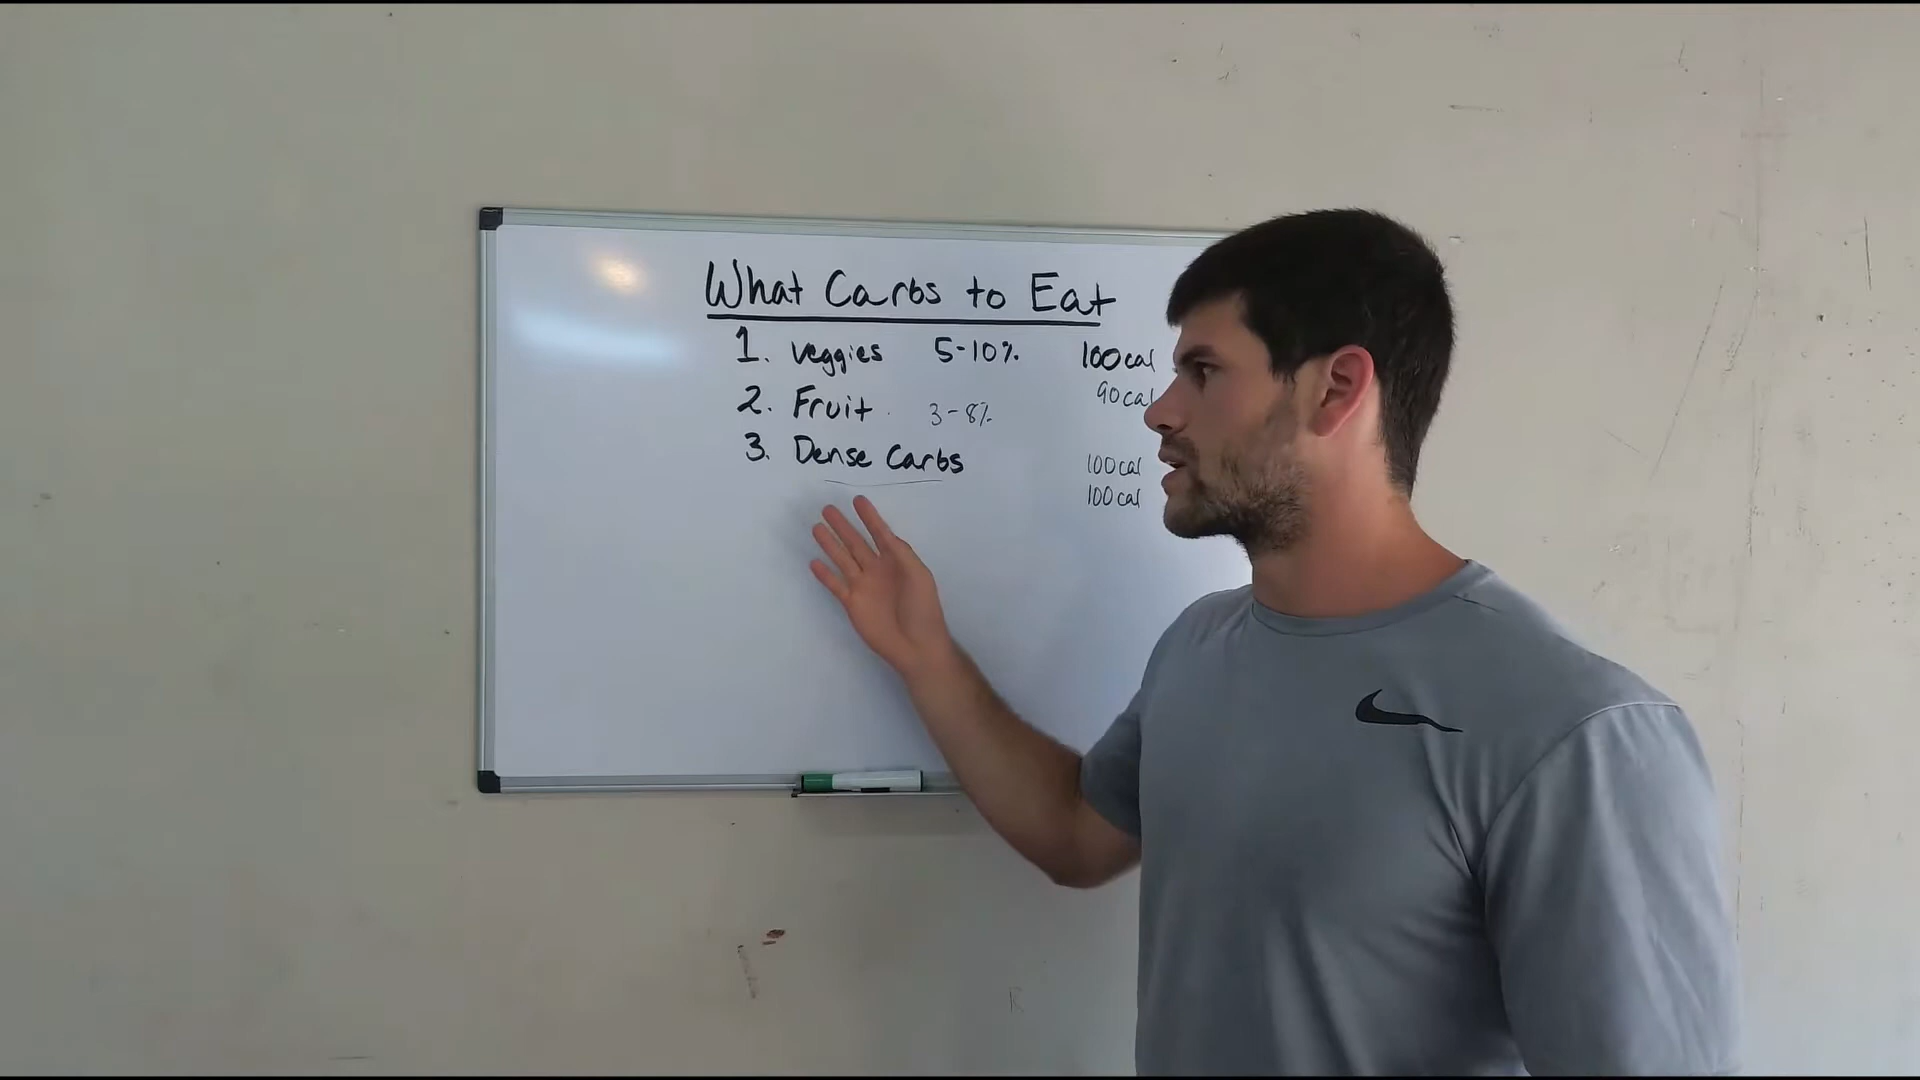 What Carbs to Eat
1. veggies 5-10% 100cal
90cal
2. Fruit 3-8%
3. Dense Carbs 100cal
100cal